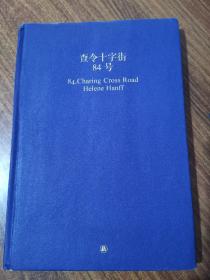 查令十字街
84号
84, Charing Cross Road
Helene Hanff